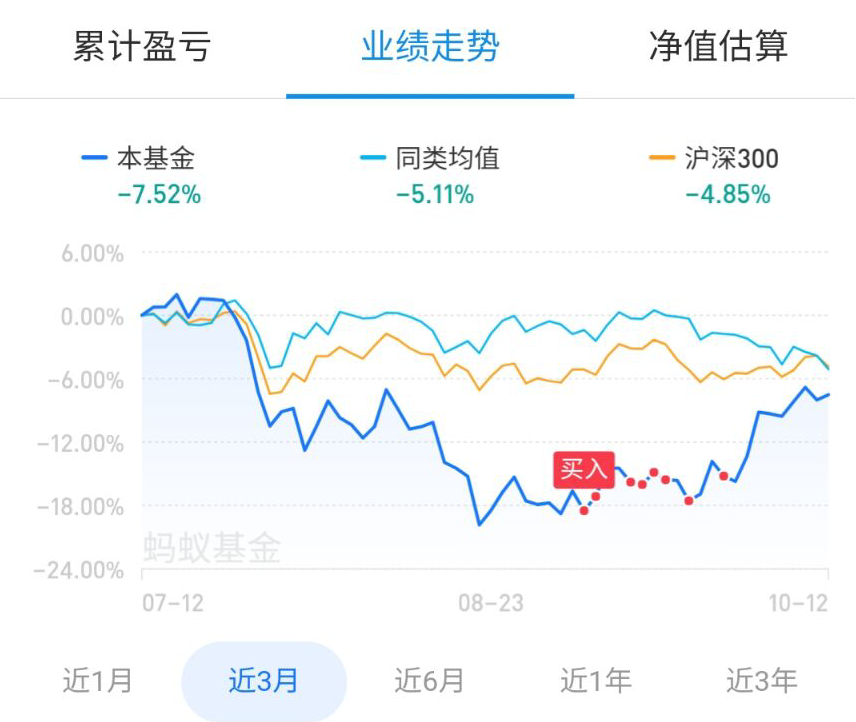 累计盈亏 业绩走势 净值估算
本基金 同类均值 沪深300
-7.52% -5.11% -4.85%
6.00%
0.00%
-6.00%
-12.00%
买入
-18.00%
蚂蚁基金
-24.00%
07-12 08-23 10-12
近1月 近3月 近6月 近1年 近3年